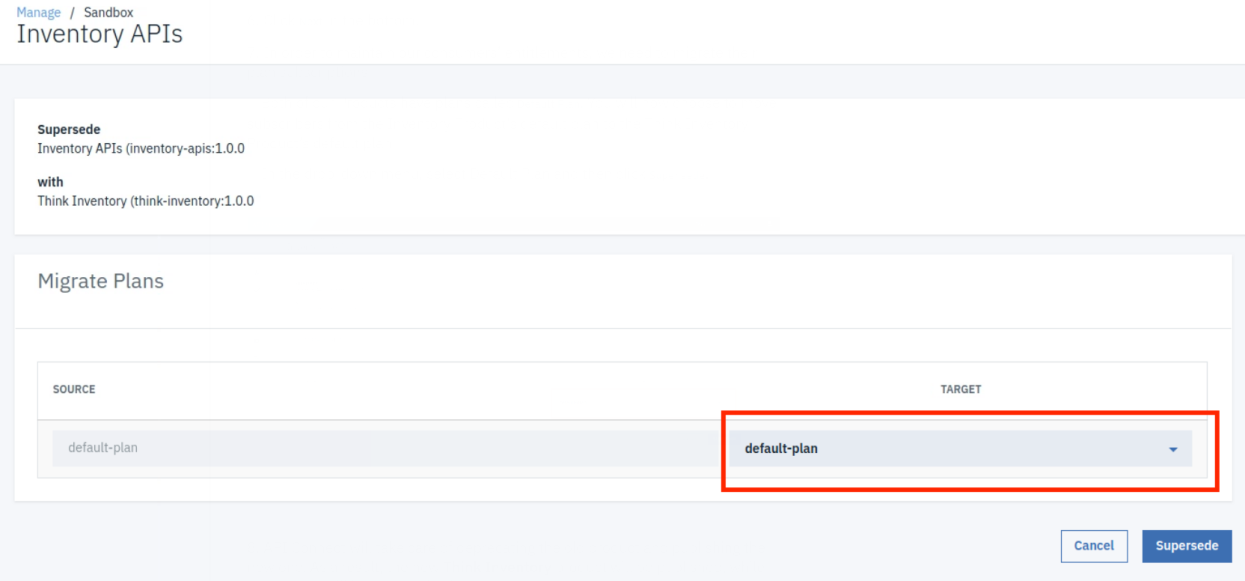 Manage / Sandbox
Inventory APIs
Supersede
Inventory APIs (inventory-apis:1.0.0
with
Think Inventory (think-inventory:1.0.0
Migrate Plans
SOURCE TARGET
default-plan default-plan
Cancel Supersede